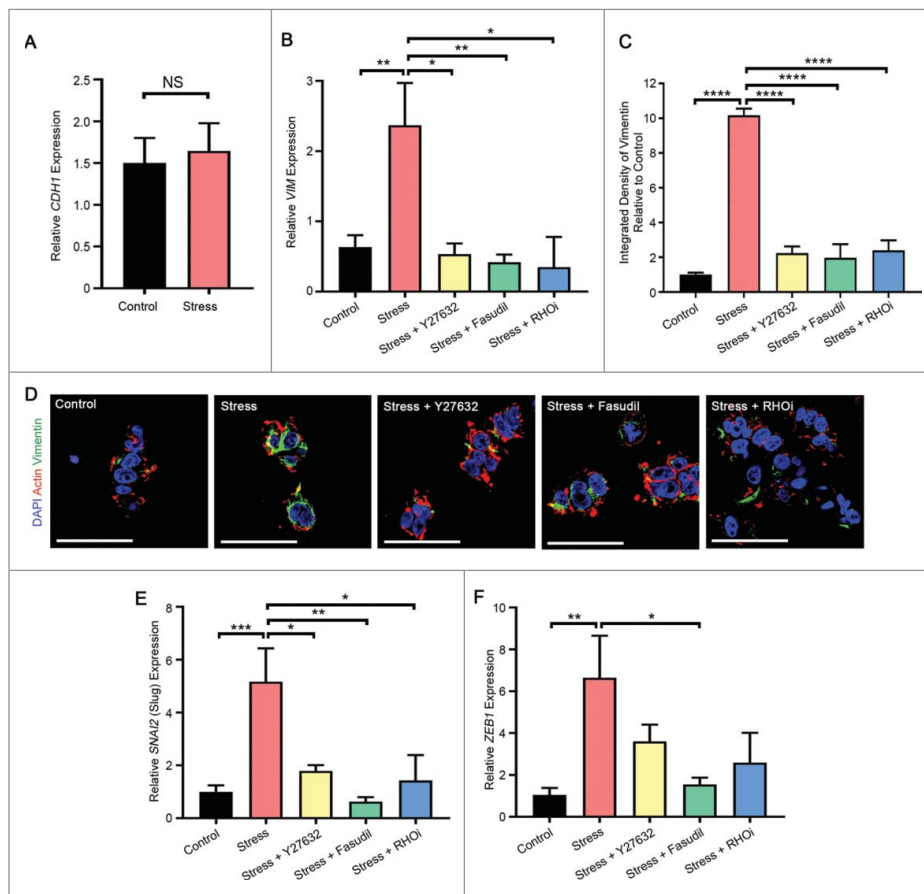 A
NS
Relative CDH1 Expression
2.5
2.0
1.5
1.0
0.5
0
Control
Stress
B
*
**
** *
Relative VIM Expression
3
2
1
0
Control
Stress
Stress + Y27632
Stress + Fasudil
Stress + RHOi
C
****
****
**** ****
Integrated Density of Vimentin
Relative to Control
12
10
8
6
4
2
0
Control
Stress
Stress + Y27632
Stress + Fasudil
Stress + RHOi
D
DAPI Actin Vimentin
Control
Stress
Stress + Y27632
Stress + Fasudil
Stress + RHOi
E
*
**
*** *
Relative SNAI2 (Slug) Expression
8
6
4
2
0
Control
Stress
Stress + Y27632
Stress + Fasudil
Stress + RHOi
F
** *
Relative ZEB1 Expression
10
8
6
4
2
0
Control
Stress
Stress + Y27632
Stress + Fasudil
Stress + RHOi